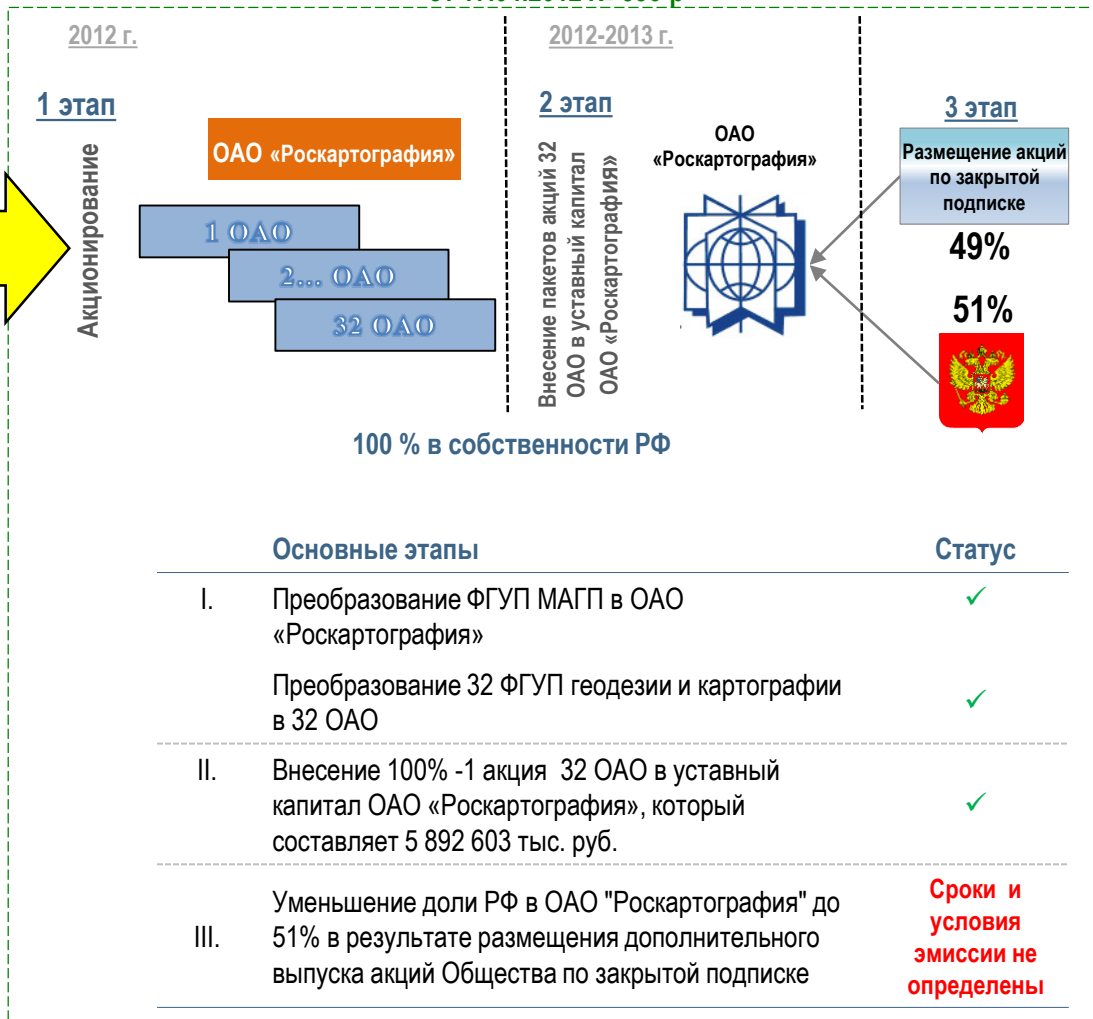 2012 г.
2012-2013 г.
1 этап
Акционирование
ОАО «Роскартография»
1 ОАО
2... ОАО
32 ОАО
2 этап
Внесение пакетов акций 32
ОАО в уставный капитал
ОАО «Роскартография»
ОАО
«Роскартография»
3 этап
Размещение акций
по закрытой
подписке
49%
51%
100 % в собственности РФ
Основные этапы
Статус
I.
Преобразование ФГУП МАГП в ОАО
«Роскартография»
✓
Преобразование 32 ФГУП геодезии и картографии
в 32 ОАО
✓
II.
Внесение 100% -1 акция 32 ОАО в уставный
капитал ОАО «Роскартография», который
составляет 5 892 603 тыс. руб.
✓
III.
Уменьшение доли РФ в ОАО "Роскартография" до
51% в результате размещения дополнительного
выпуска акций Общества по закрытой подписке
Сроки и
условия
эмиссии не
определены